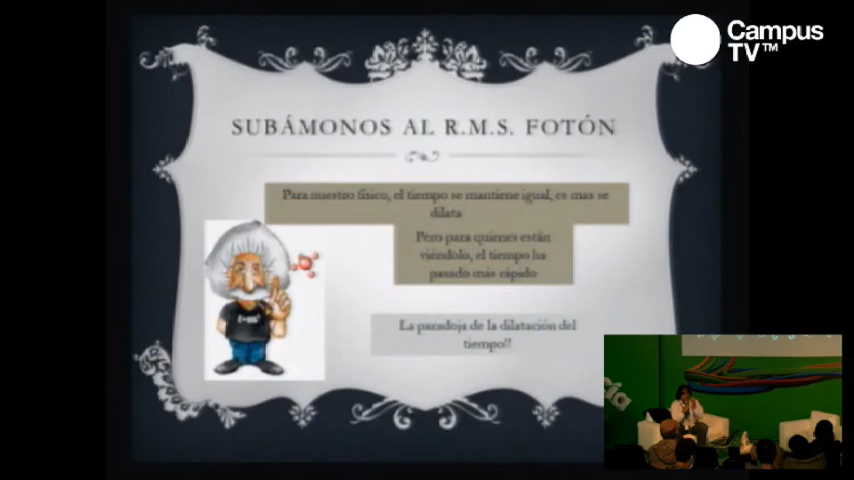 Campus
TV™
SUBÁMONOS AL R.M.S. FOTÓN
Para nuestro físico, el tiempo se mantiene igual, es mas se
dilata
Pero para quienes están
viéndolo, el tiempo ha
pasado más rápido
La paradoja de la dilatación del
tiempo!!